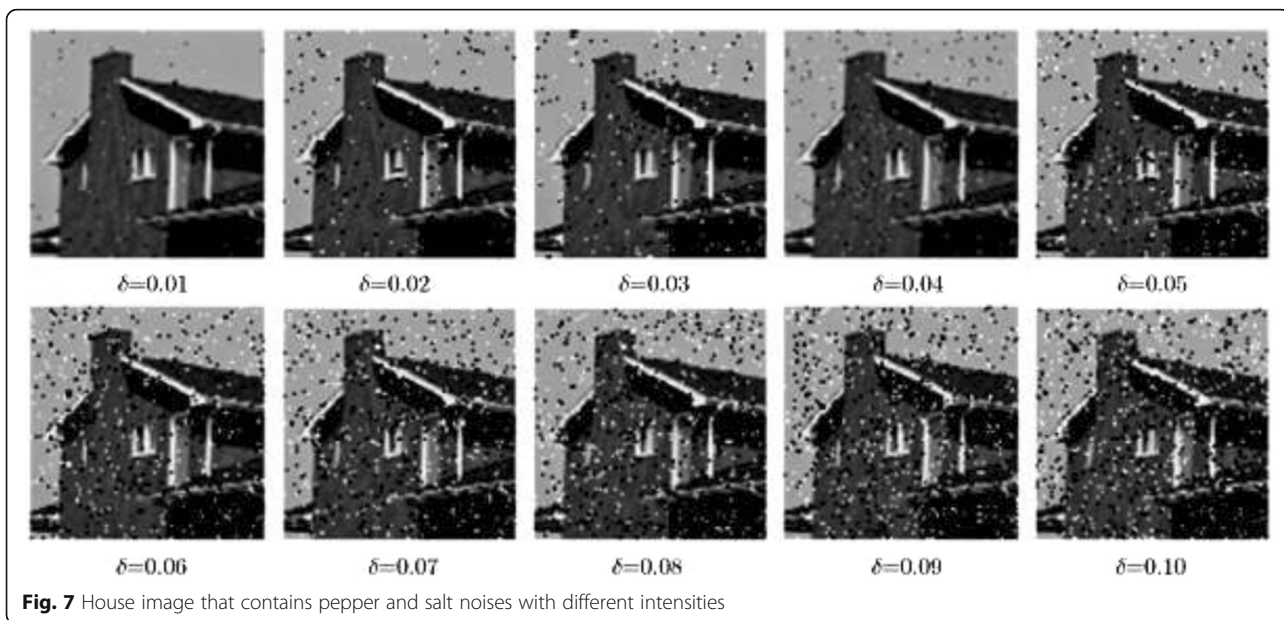 δ=0.01 δ=0.02 δ=0.03 δ=0.04 δ=0.05
δ=0.06 δ=0.07 δ=0.08 δ=0.09 δ=0.10
Fig. 7 House image that contains pepper and salt noises with different intensities